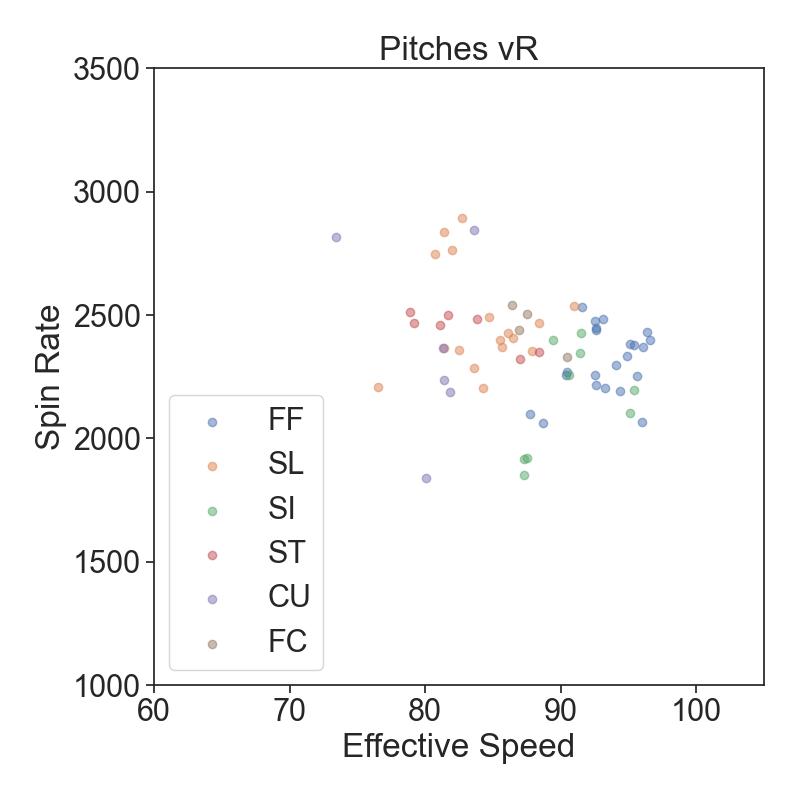 Pitches vR
3500
3000
2500
2000
1500
1000
Spin Rate
FF
SL
SI
ST
CU
FC
60 70 80 90 100
Effective Speed